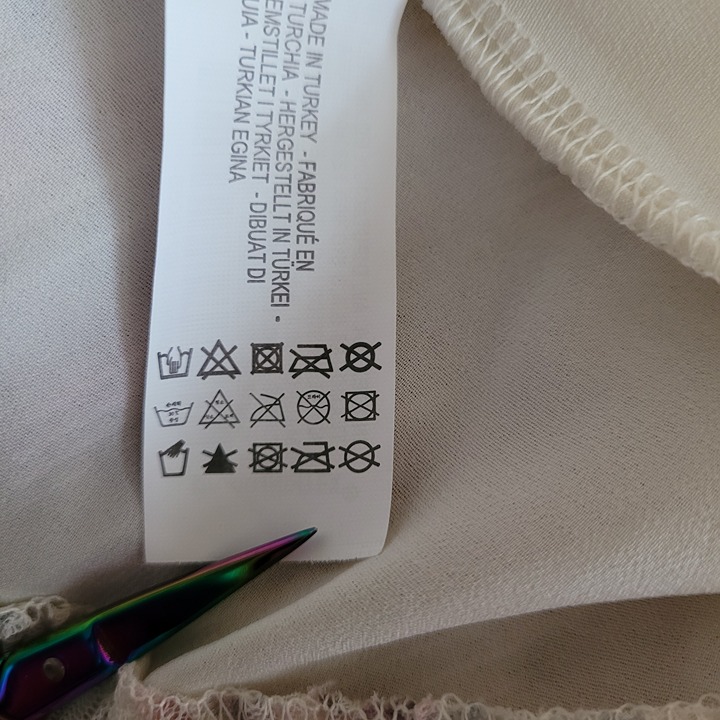 MADE IN TURKEY - FABRIQUÉ EN
TURCHIA - HERGESTELLT IN TÜRKEI -
EMSTILLET I TYRKIET - DIBUAT DI
UIA - TURKIAN EGINA